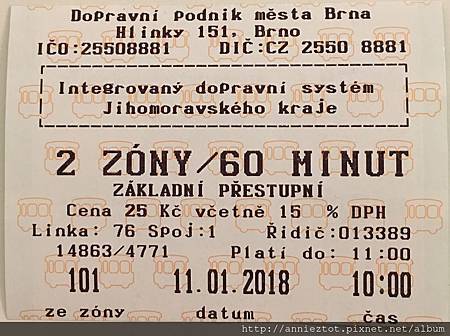 Dopravní podnik města Brna
Hlinky 151, Brno
IČO:25508881 DIČ:CZ 2550 8881
Integrovaný dopravní systém
Jihomoravského kraje
2 ZÓNY/60 MINUT
ZÁKLADNÍ PŘESTUPNÍ
Cena 25 Kč včetně 15 % DPH
Linka: 76 Spoj:1 Řidič:013389
14863/4771 Platí do: 11:00
101 11.01.2018 10:00
ze zóny datum čas
http://annieztot.pixnet.net/album